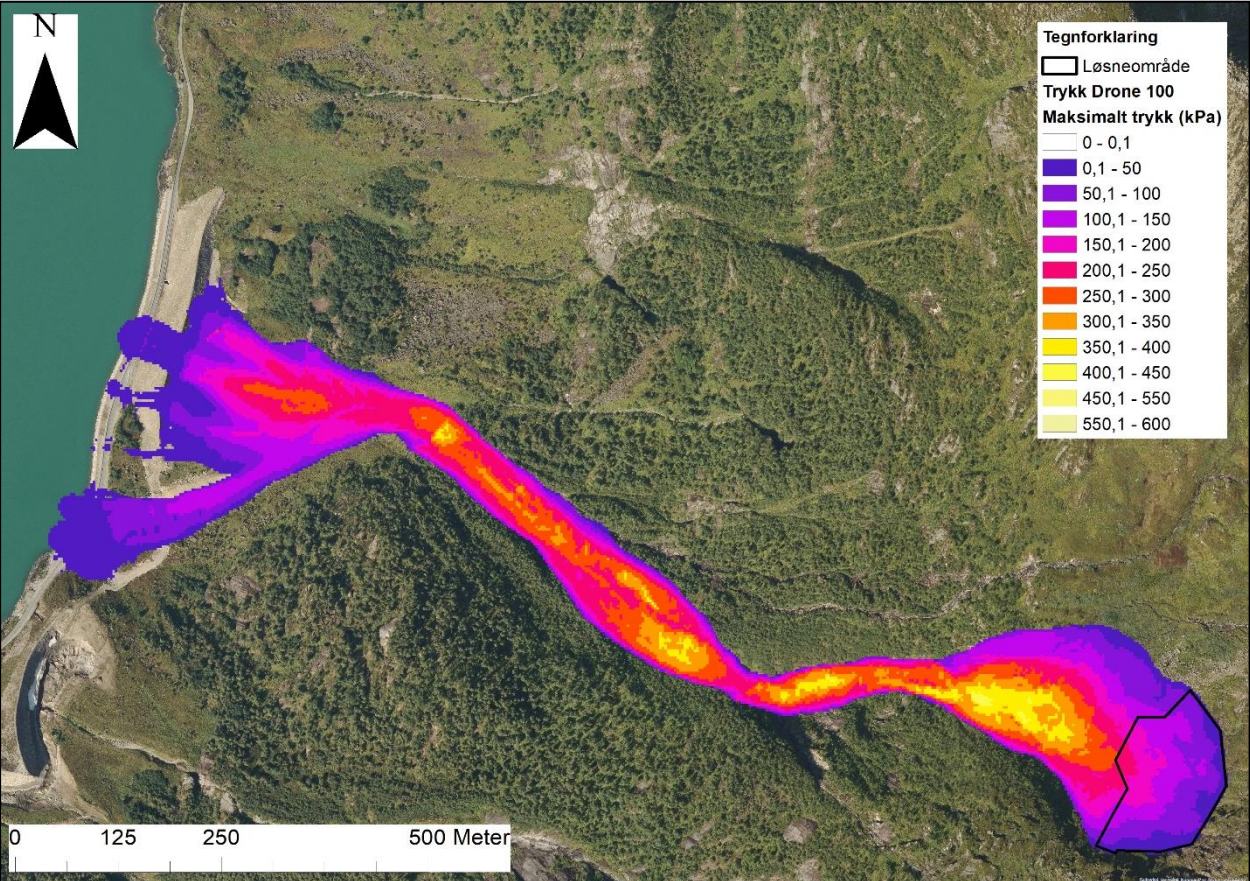 N
Tegnforklaring
Løsneområde
Trykk Drone 100
Maksimalt trykk (kPa)
0 - 0,1
0,1 - 50
50,1 - 100
100,1 - 150
150,1 - 200
200,1 - 250
250,1 - 300
300,1 - 350
350,1 - 400
400,1 - 450
450,1 - 550
550,1 - 600
0 125 250 500 Meter